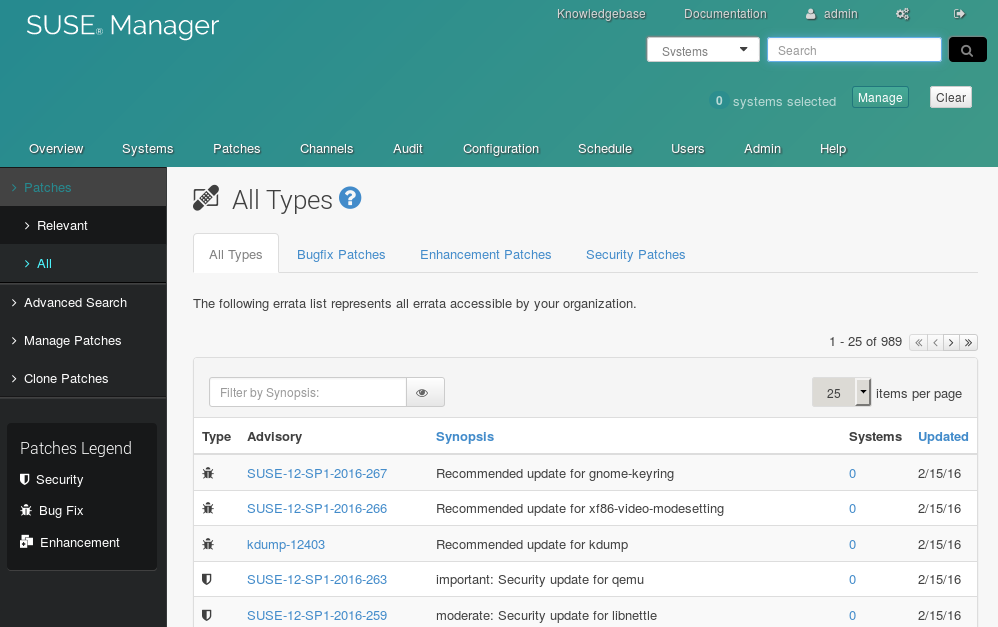 SUSE® Manager
Knowledgebase Documentation admin
Systems Search
0 systems selected Manage Clear
Overview Systems Patches Channels Audit Configuration Schedule Users Admin Help
Patches
Relevant
All
Advanced Search
Manage Patches
Clone Patches
Patches Legend
Security
Bug Fix
Enhancement
All Types ?
All Types Bugfix Patches Enhancement Patches Security Patches
The following errata list represents all errata accessible by your organization.
1 - 25 of 989
Filter by Synopsis: 25 items per page
Type Advisory Synopsis Systems Updated
SUSE-12-SP1-2016-267 Recommended update for gnome-keyring 0 2/15/16
SUSE-12-SP1-2016-266 Recommended update for xf86-video-modesetting 0 2/15/16
kdump-12403 Recommended update for kdump 0 2/15/16
SUSE-12-SP1-2016-263 important: Security update for qemu 0 2/15/16
SUSE-12-SP1-2016-259 moderate: Security update for libnettle 0 2/15/16